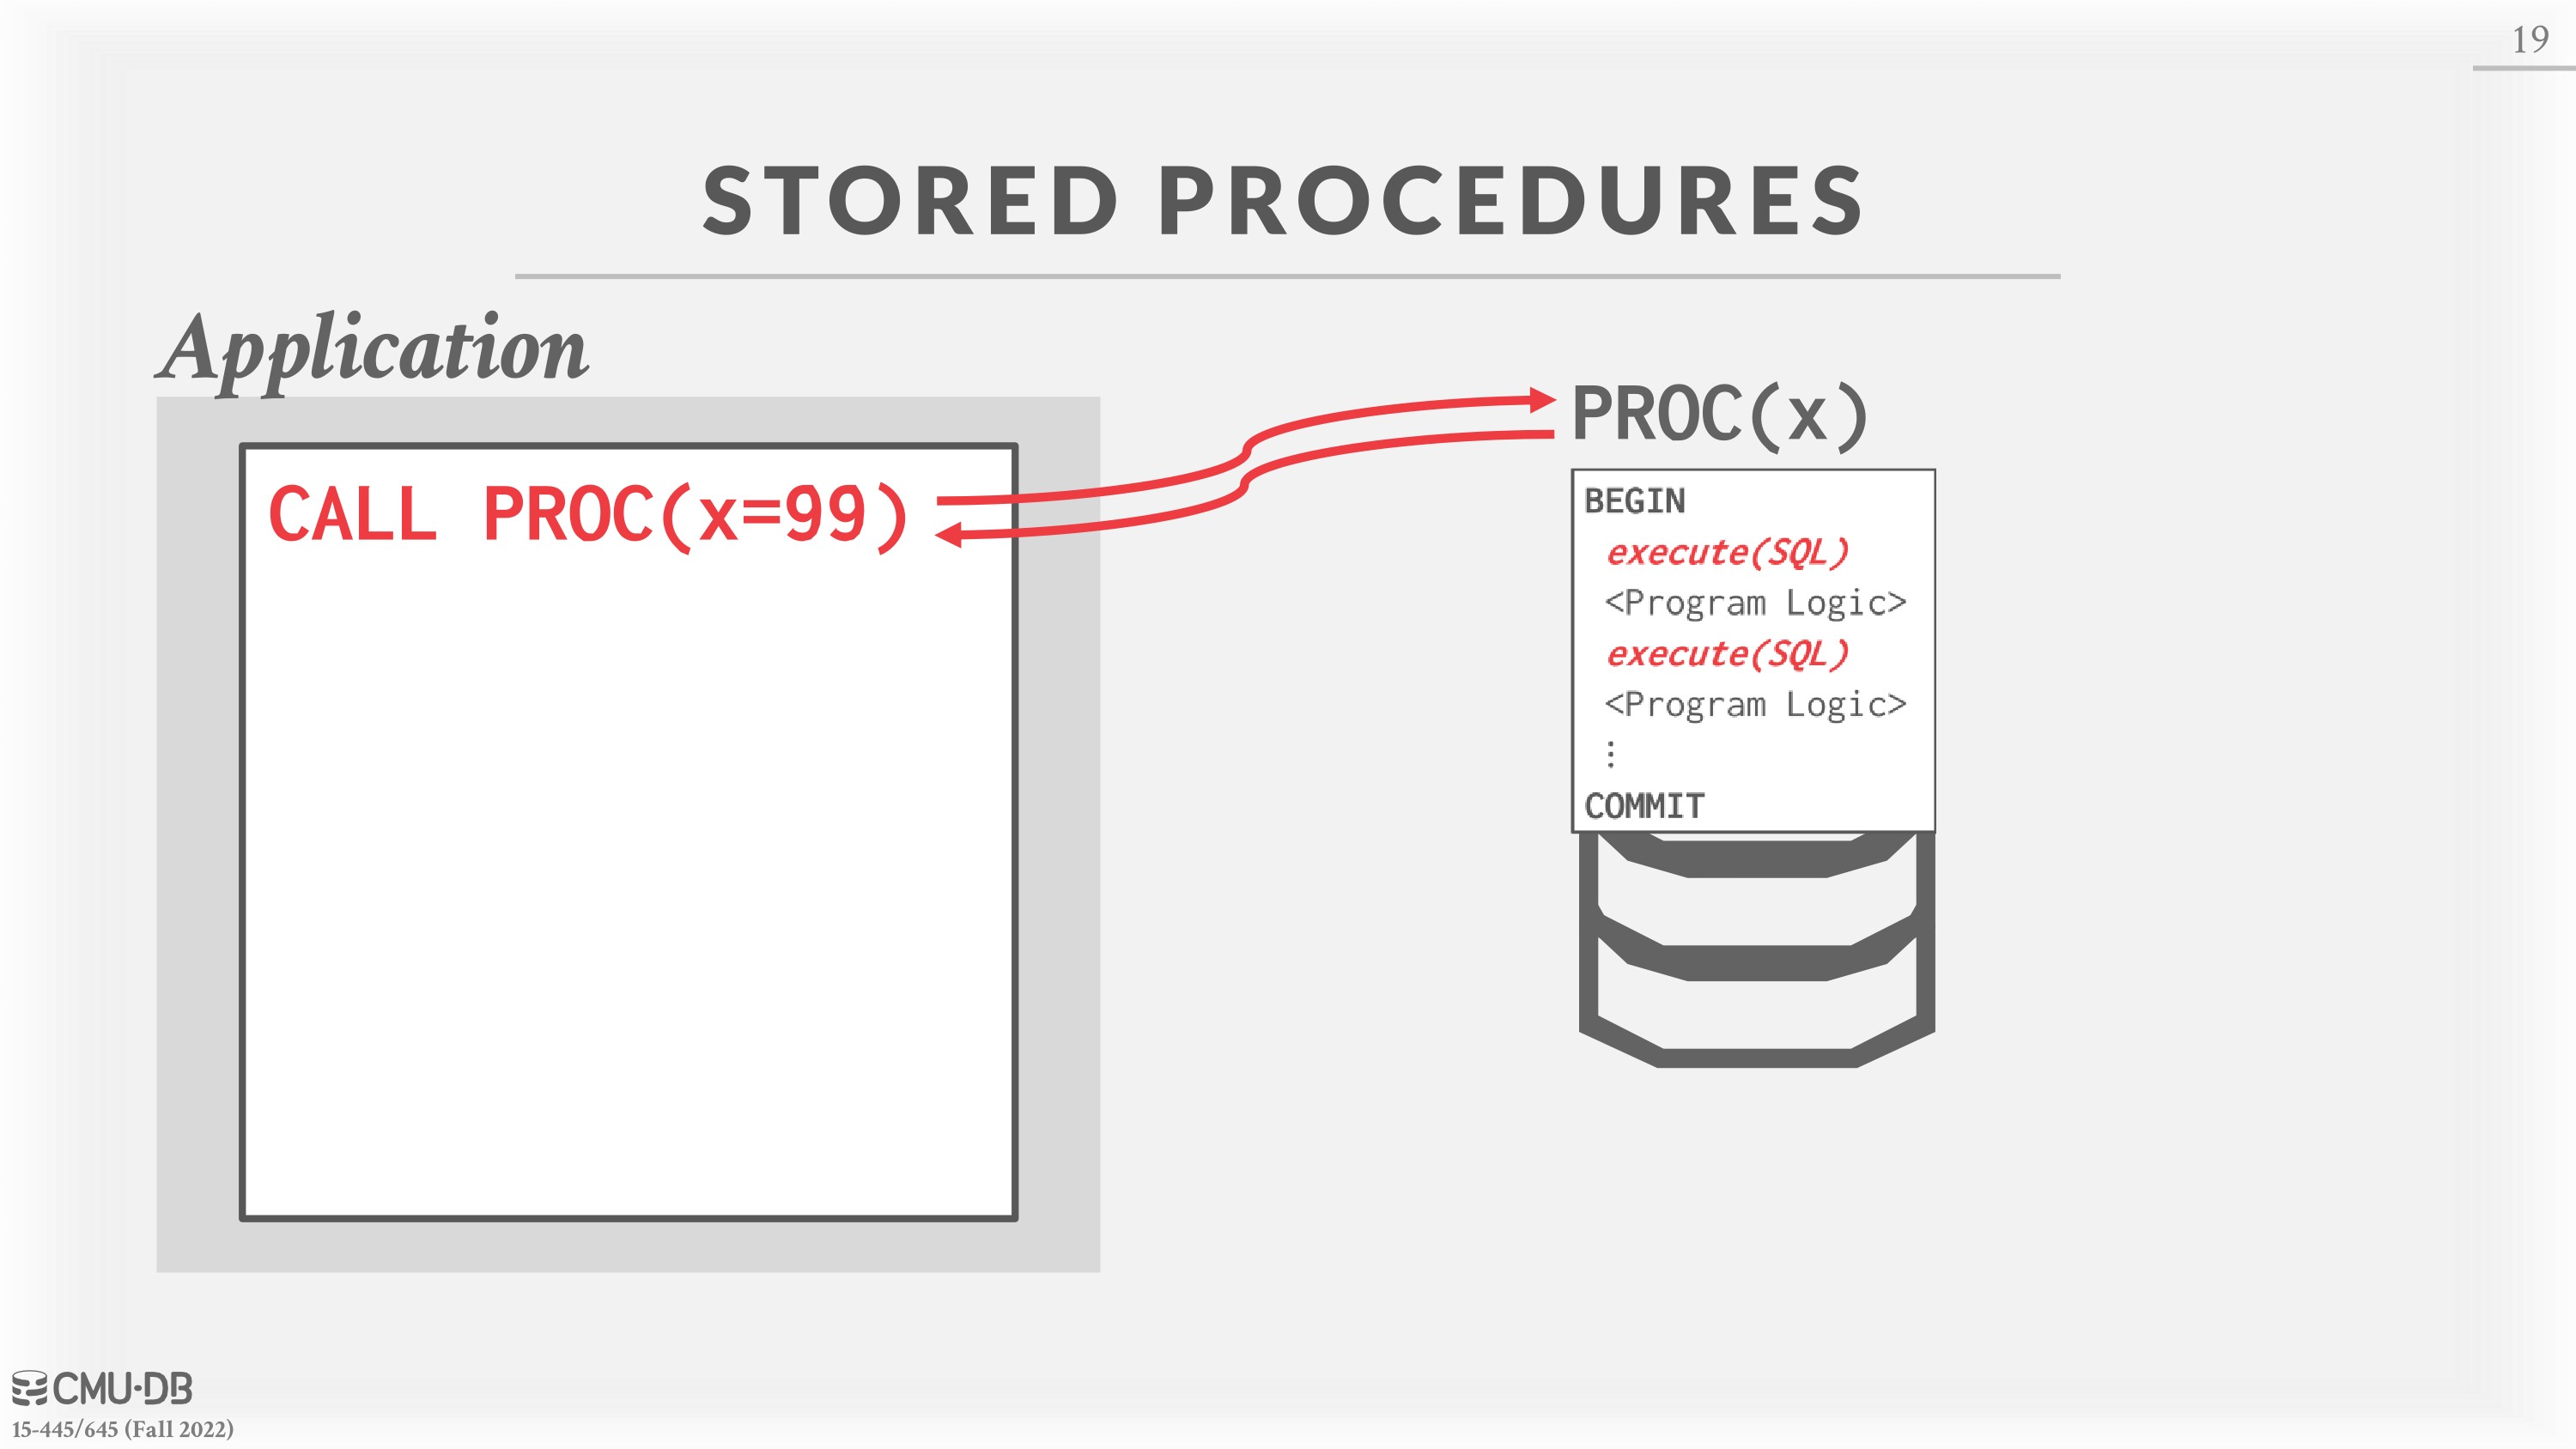 19
STORED PROCEDURES
Application
CALL PROC(x=99)
PROC(x)
BEGIN
execute(SQL)
<Program Logic>
execute(SQL)
<Program Logic>
⋮
COMMIT
CMU·DB
15-445/645 (Fall 2022)